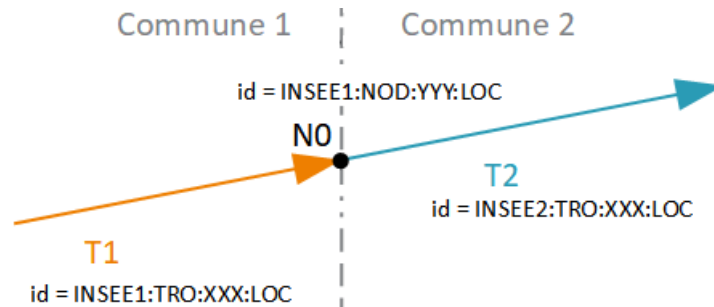 Commune 1
Commune 2
id = INSEE1:NOD:YYY:LOC
N0
T2
id = INSEE2:TRO:XXX:LOC
T1
id = INSEE1:TRO:XXX:LOC